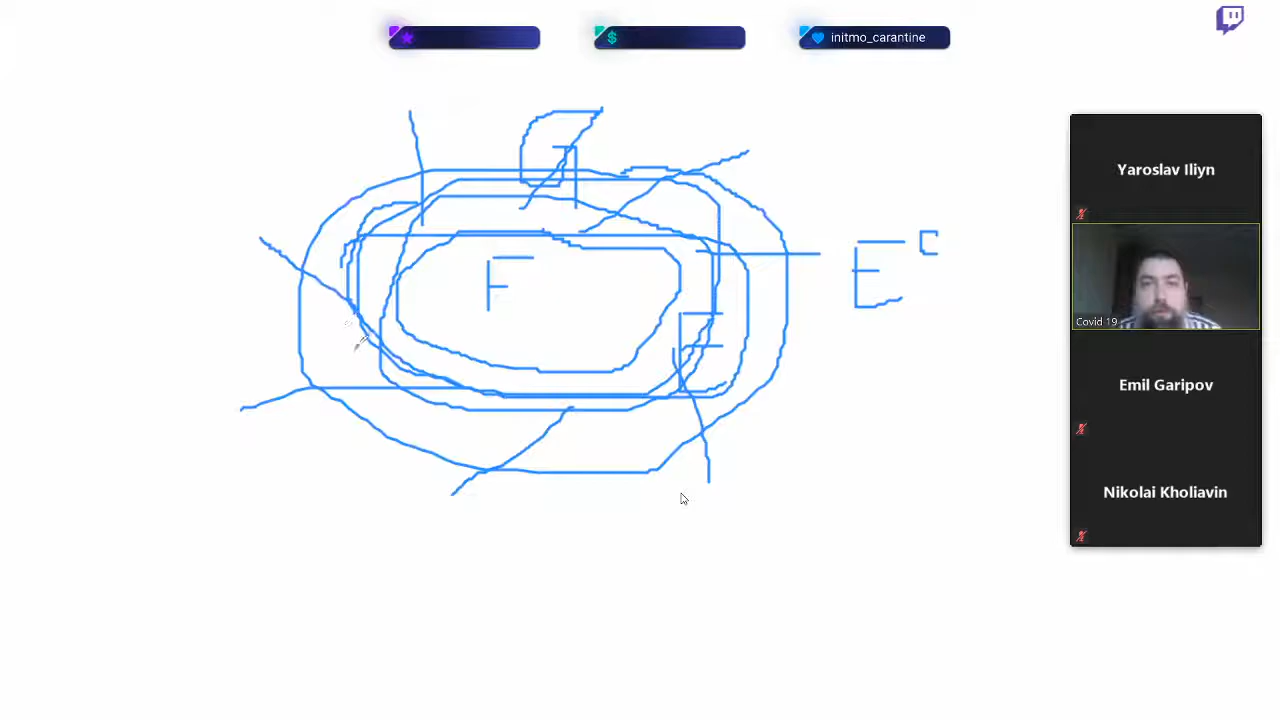 initmo_carantine
Yaroslav Iliyn
G
E^c
F
E
Covid 19
Emil Garipov
Nikolai Kholiavin